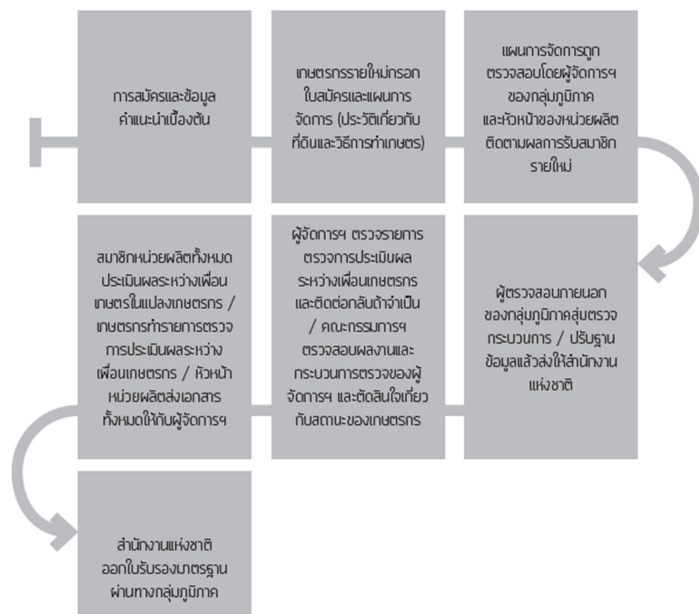 การสมัครและข้อมูล
คำแนะนำเบื้องต้น
เกษตรกรรายใหม่กรอก
ใบสมัครและแผนการ
จัดการ (ประวัติเกี่ยวกับ
ที่ดินและวิธีการทำเกษตร)
แผนการจัดการถูก
ตรวจสอบโดยผู้จัดการฯ
ของกลุ่มภูมิภาค
และหัวหน้าของหน่วยผลิต
ติดตามผลการรับสมาชิก
รายใหม่
สมาชิกหน่วยผลิตทั้งหมด
ประเมินผลระหว่างเพื่อน
เกษตรในแปลงเกษตรกร /
เกษตรกรทำรายการตรวจ
การประเมินผลระหว่าง
เพื่อนเกษตรกร / หัวหน้า
หน่วยผลิตส่งเอกสาร
ทั้งหมดให้กับผู้จัดการฯ
ผู้จัดการฯ ตรวจรายการ
ตรวจการประเมินผล
ระหว่างเพื่อนเกษตรกร
และติดต่อกลับถ้าจำเป็น
/ คณะกรรมการฯ
ตรวจสอบผลงานและ
กระบวนการตรวจของผู้
จัดการฯ และตัดสินใจเกี่ยว
กับสถานะของเกษตรกร
ผู้ตรวจสอบภายนอก
ของกลุ่มภูมิภาคสุ่มตรวจ
กระบวนการ / ปรับฐาน
ข้อมูลแล้วส่งให้สำนักงาน
แห่งชาติ
สำนักงานแห่งชาติ
ออกใบรับรองมาตรฐาน
ผ่านทางกลุ่มภูมิภาค